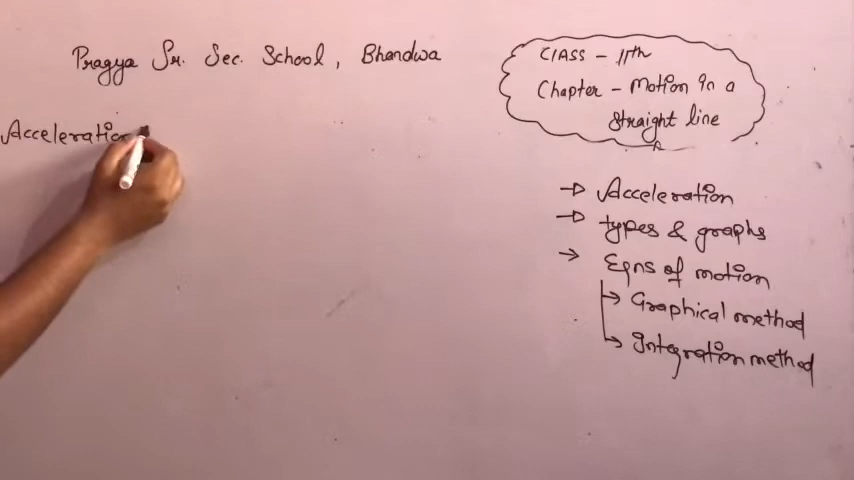 Pragya Sr. Sec. School, Bhandwa
Class - 11th
Chapter - Motion in a
straight line
Acceleration
→ Acceleration
→ types & graphs
→ Eqns of motion
→ Graphical method
→ Integration method